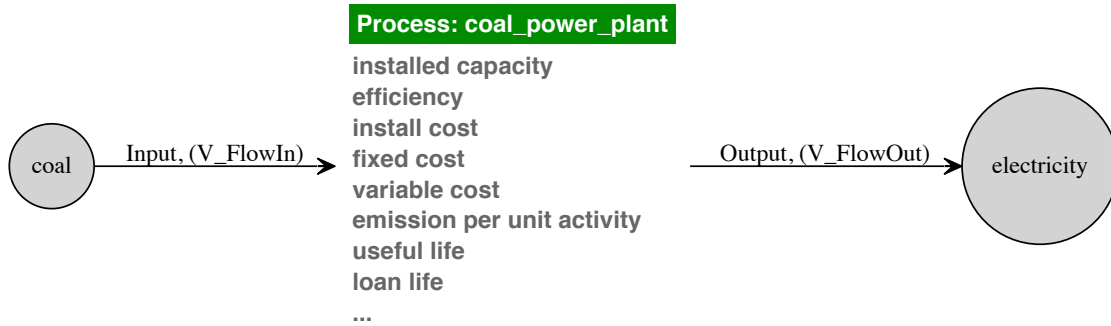 Process: coal_power_plant
installed capacity
efficiency
install cost
fixed cost
variable cost
emission per unit activity
useful life
loan life
...
coal
Input, (V_FlowIn)
Output, (V_FlowOut)
electricity